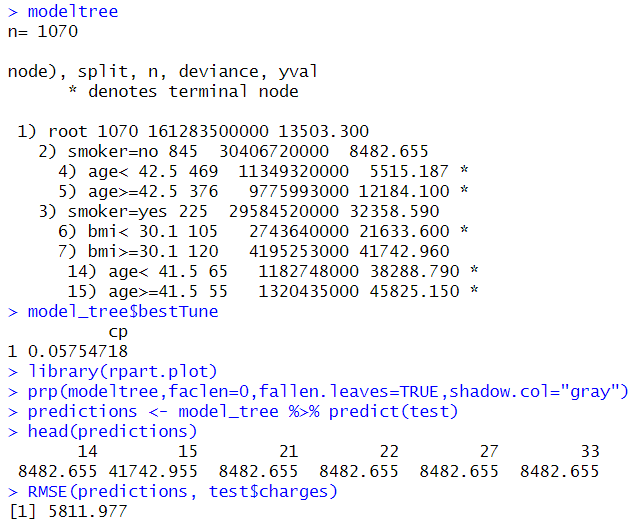 > modeltree
n= 1070
node), split, n, deviance, yval
      * denotes terminal node
 1) root 1070 161283500000 13503.300
   2) smoker=no 845  30406720000  8482.655
     4) age< 42.5 469  11349320000  5515.187 *
     5) age>=42.5 376   9775993000 12184.100 *
   3) smoker=yes 225  29584520000 32358.590
     6) bmi< 30.1 105   2743640000 21633.600 *
     7) bmi>=30.1 120   4195253000 41742.960
      14) age< 41.5 65   1182748000 38288.790 *
      15) age>=41.5 55   1320435000 45825.150 *
> model_tree$bestTune
          cp
1 0.05754718
> library(rpart.plot)
> prp(modeltree,faclen=0,fallen.leaves=TRUE,shadow.col="gray")
> predictions <- model_tree %>% predict(test)
> head(predictions)
       14        15        21        22        27        33
 8482.655 41742.955  8482.655  8482.655  8482.655  8482.655
> RMSE(predictions, test$charges)
[1] 5811.977